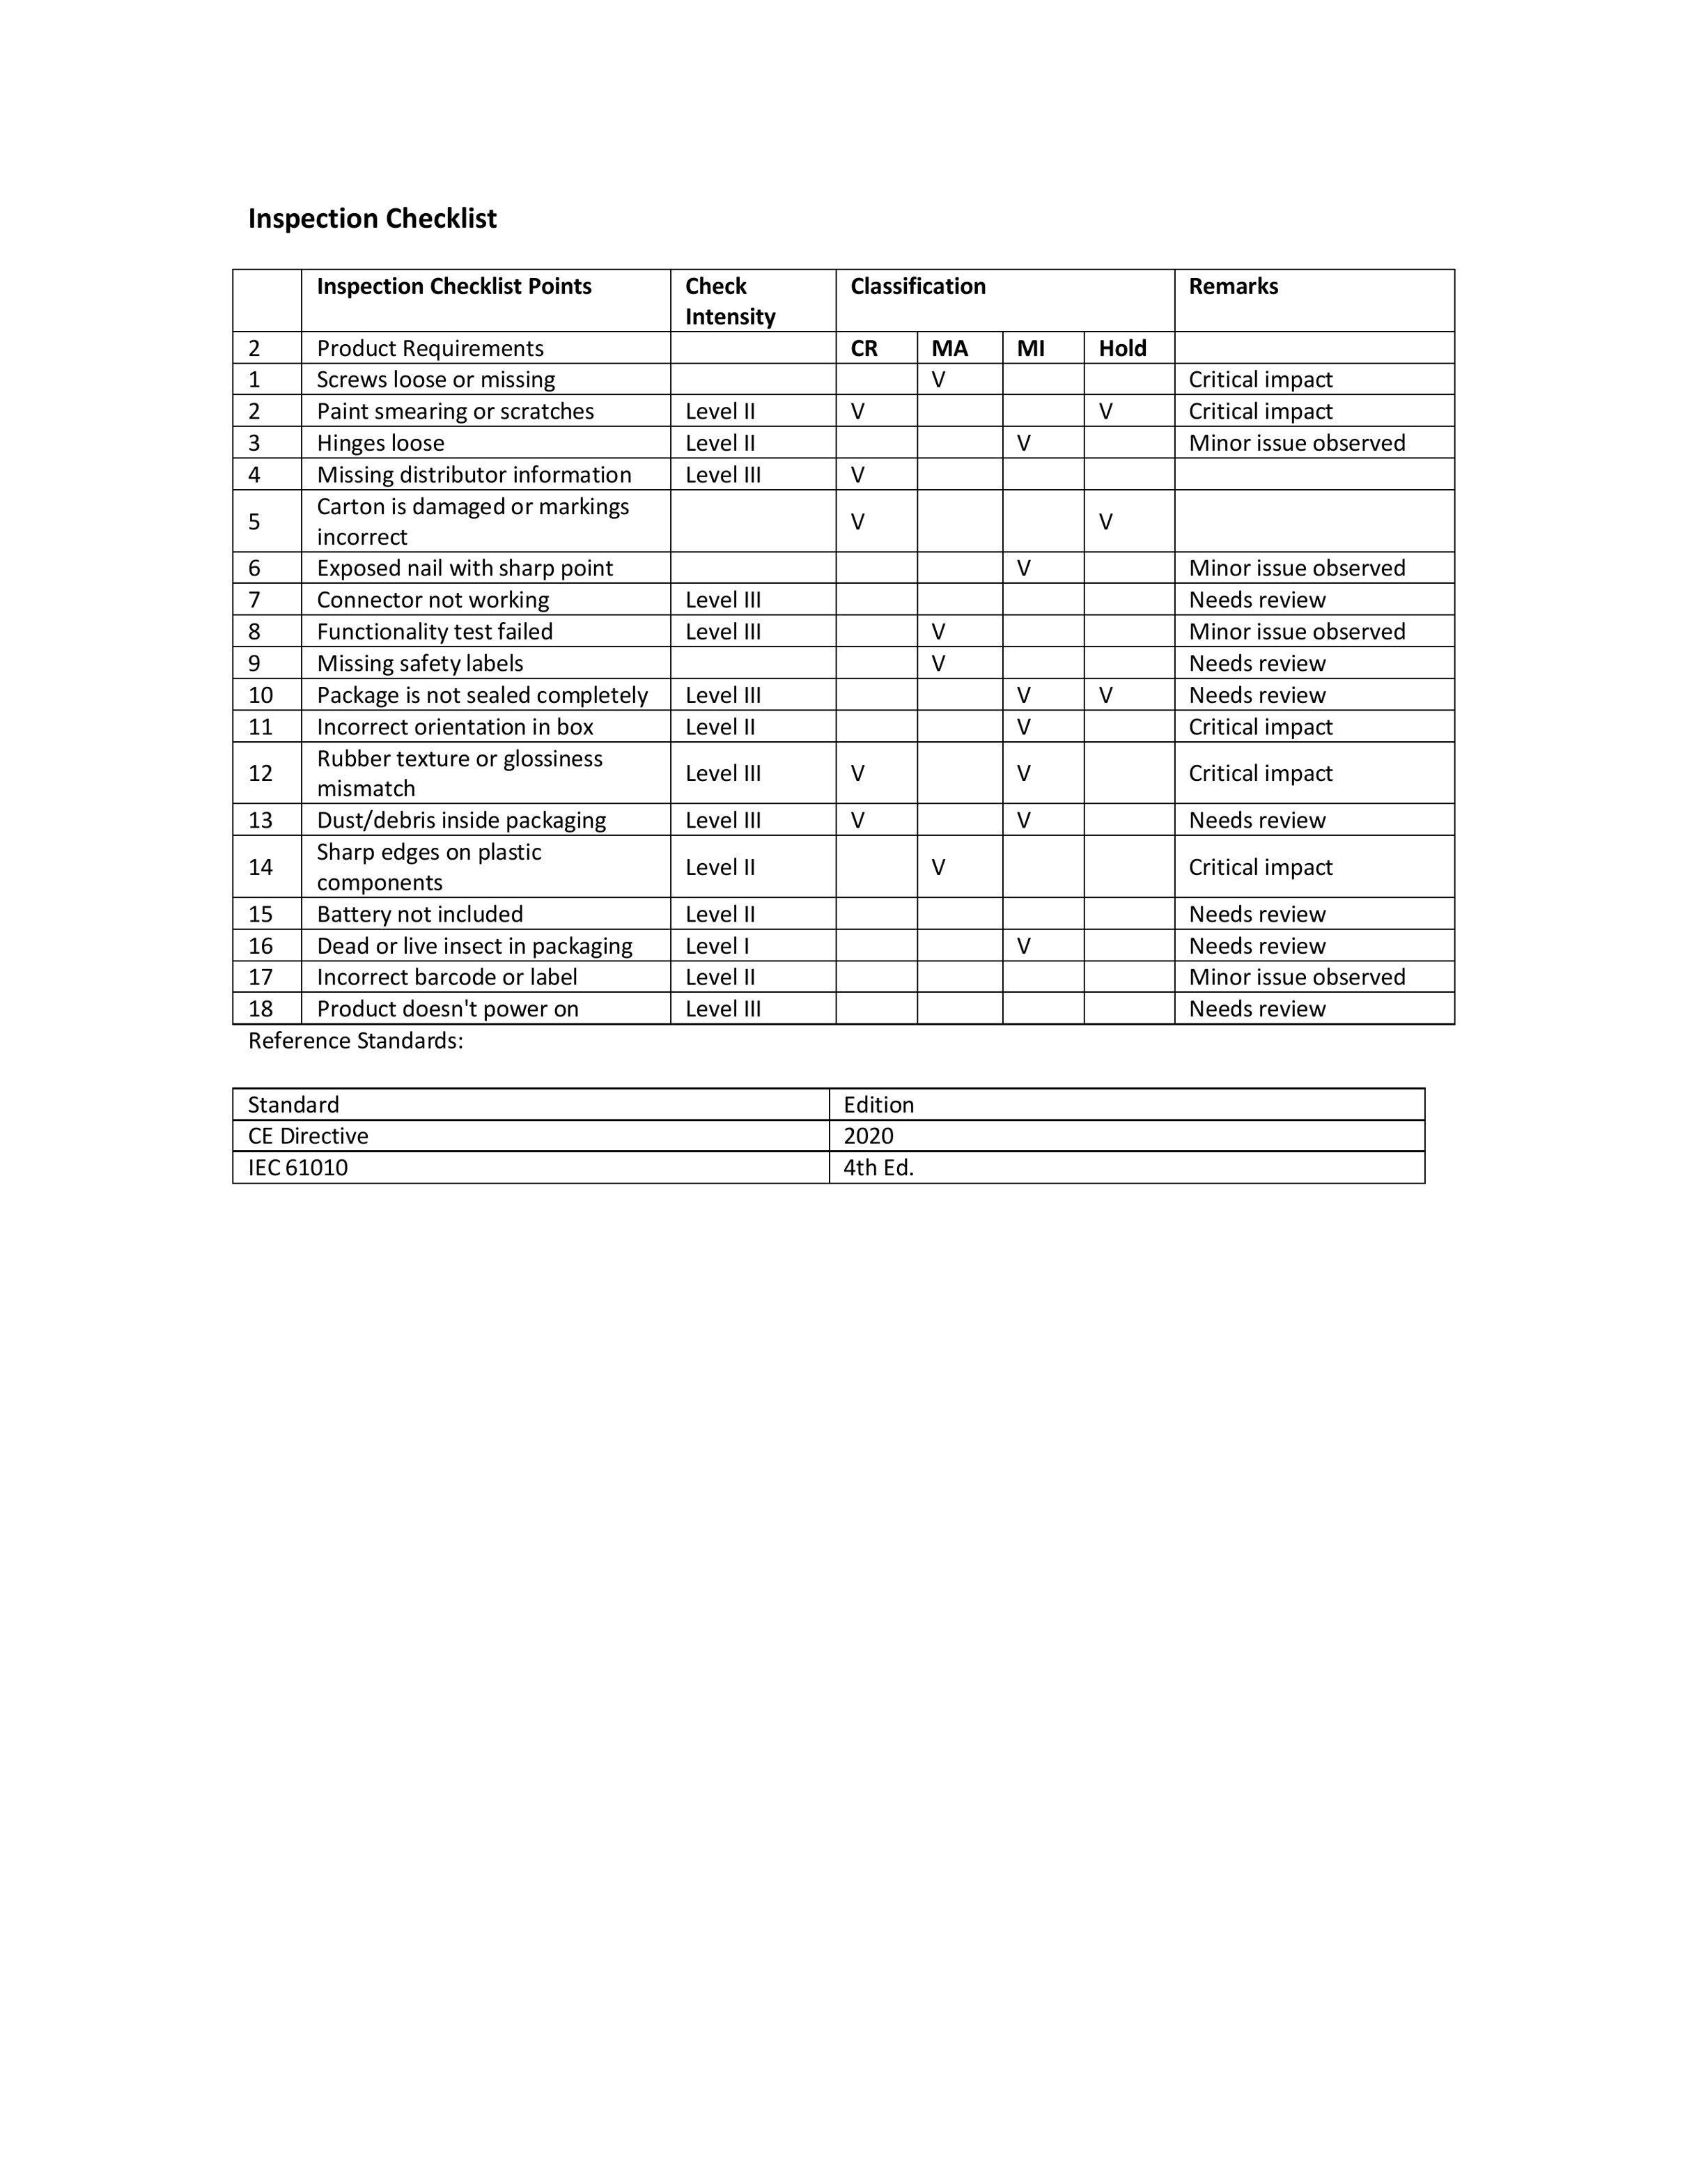 Inspection Checklist
Inspection Checklist Points Check Intensity Classification Remarks
2 Product Requirements CR MA MI Hold
1 Screws loose or missing V Critical impact
2 Paint smearing or scratches Level II V V Critical impact
3 Hinges loose Level II V Minor issue observed
4 Missing distributor information Level III V
5 Carton is damaged or markings incorrect V V
6 Exposed nail with sharp point V Minor issue observed
7 Connector not working Level III Needs review
8 Functionality test failed Level III V Minor issue observed
9 Missing safety labels V Needs review
10 Package is not sealed completely Level III V V Needs review
11 Incorrect orientation in box Level II V Critical impact
12 Rubber texture or glossiness mismatch Level III V V Critical impact
13 Dust/debris inside packaging Level III V V Needs review
14 Sharp edges on plastic components Level II V Critical impact
15 Battery not included Level II Needs review
16 Dead or live insect in packaging Level I V Needs review
17 Incorrect barcode or label Level II Minor issue observed
18 Product doesn't power on Level III Needs review
Reference Standards:
Standard Edition
CE Directive 2020
IEC 61010 4th Ed.